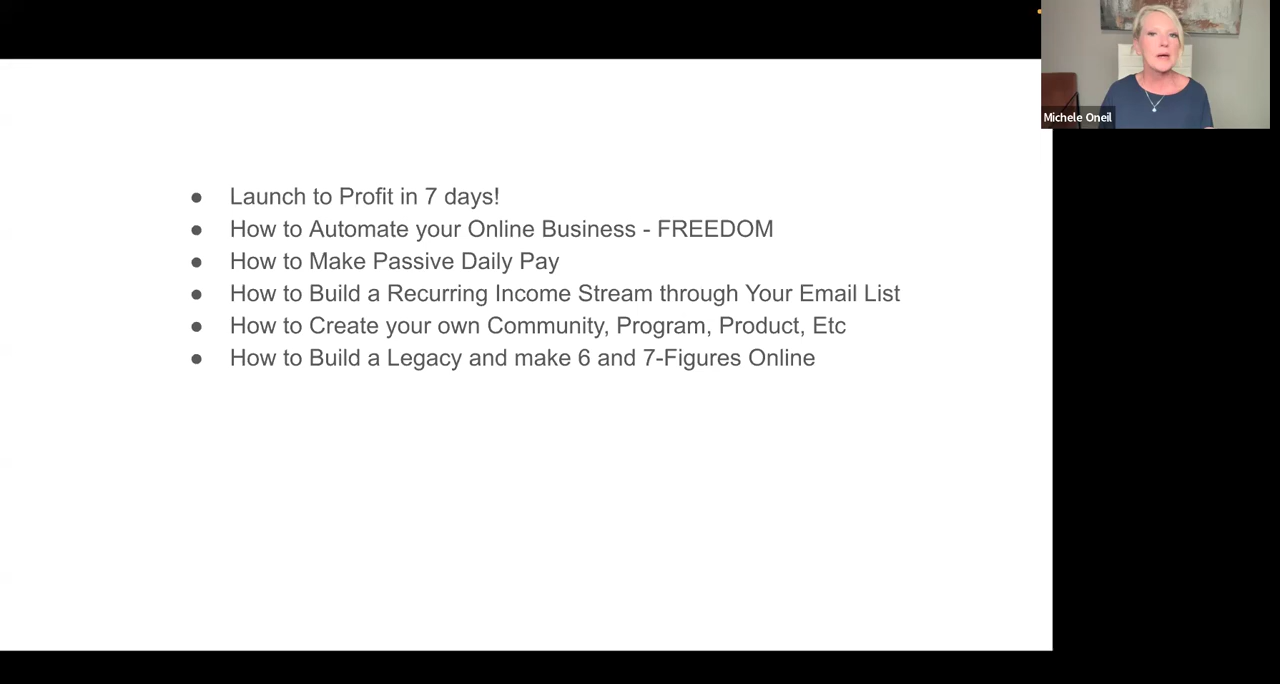 Michele Oneil
● Launch to Profit in 7 days!
● How to Automate your Online Business - FREEDOM
● How to Make Passive Daily Pay
● How to Build a Recurring Income Stream through Your Email List
● How to Create your own Community, Program, Product, Etc
● How to Build a Legacy and make 6 and 7-Figures Online